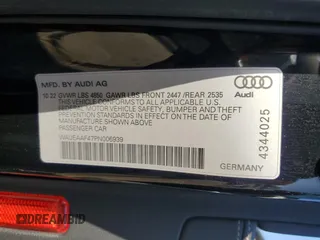 MFD. BY AUDI AG
10.22 GVWR LBS 4850 GAWR LBS FRONT 2447 /REAR 2535
THIS VEHICLE CONFORMS TO ALL APPLICABLE
FEDERAL MOTOR VEHICLE SAFETY, BUMPER AND THEFT
PREVENTION STANDARDS IN EFFECT ON THE DATE OF
MANUFACTURE SHOWN ABOVE.
PASSENGER CAR
Audi
4344025
GERMANY
DREAMBID